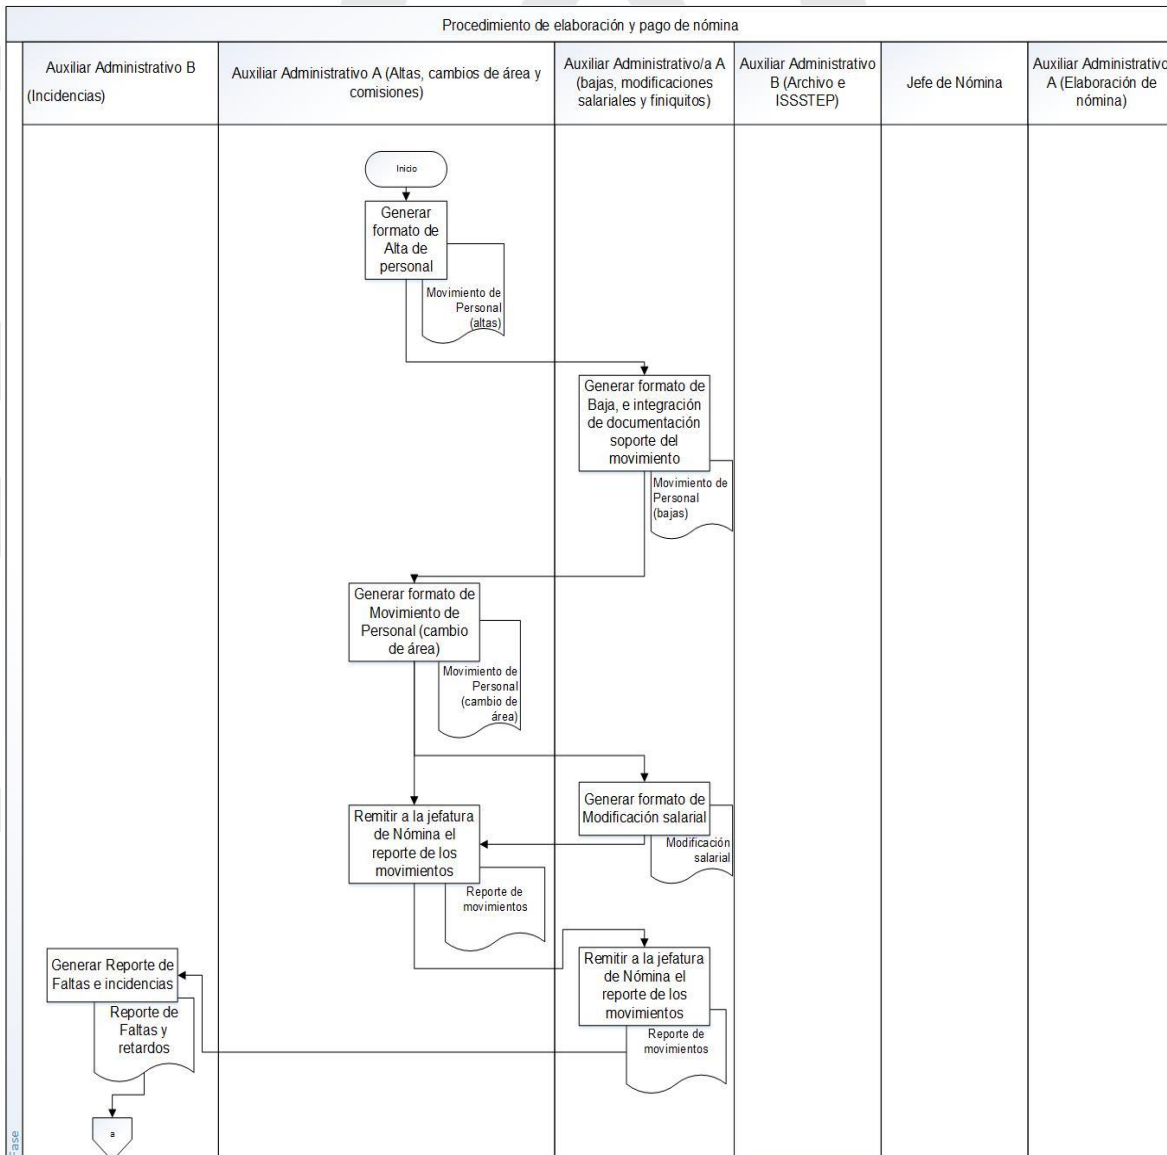 Procedimiento de elaboración y pago de nómina
Auxiliar Administrativo B
(Incidencias)
Auxiliar Administrativo A (Altas, cambios de área y
comisiones)
Auxiliar Administrativo/a A
(bajas, modificaciones
salariales y finiquitos)
Auxiliar Administrativo
B (Archivo e
ISSSTEP)
Jefe de Nómina
Auxiliar Administrativo
A (Elaboración de
nómina)
Inicio
Generar
formato de
Alta de
personal
Movimiento de
Personal
(altas)
Generar formato de
Baja, e integración
de documentación
soporte del
movimiento
Movimiento de
Personal
(bajas)
Generar formato de
Movimiento de
Personal (cambio
de área)
Movimiento de
Personal
(cambio de
área)
Generar formato de
Modificación salarial
Modificación
salarial
Remitir a la jefatura
de Nómina el
reporte de los
movimientos
Reporte de
movimientos
Remitir a la jefatura
de Nómina el
reporte de los
movimientos
Reporte de
movimientos
Generar Reporte de
Faltas e incidencias
Reporte de
Faltas y
retardos
a
Fase